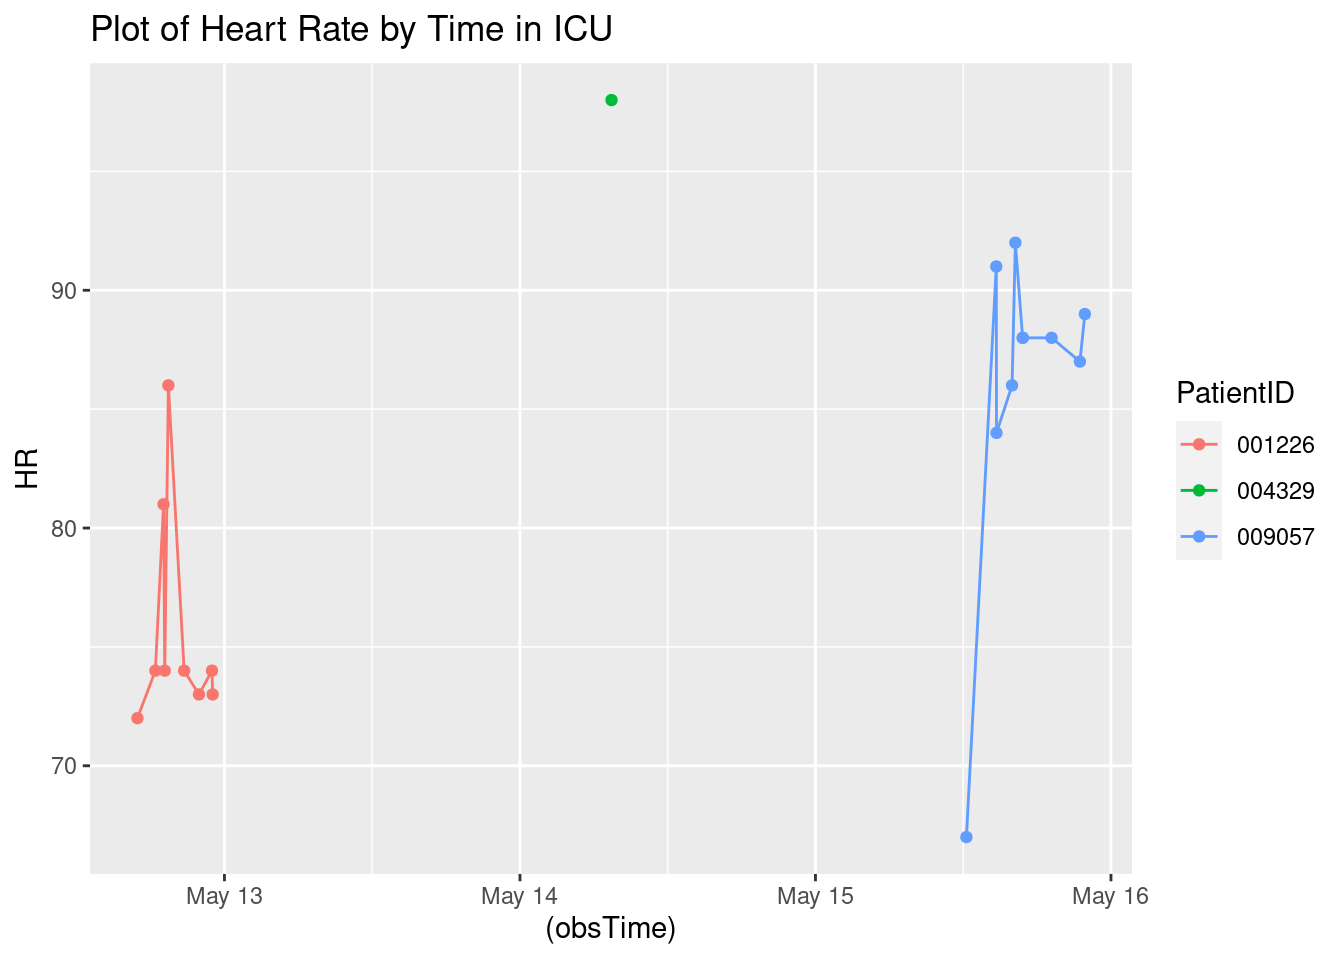 Plot of Heart Rate by Time in ICU
HR
90
80
70
May 13
May 14
May 15
May 16
(obsTime)
PatientID
001226
004329
009057